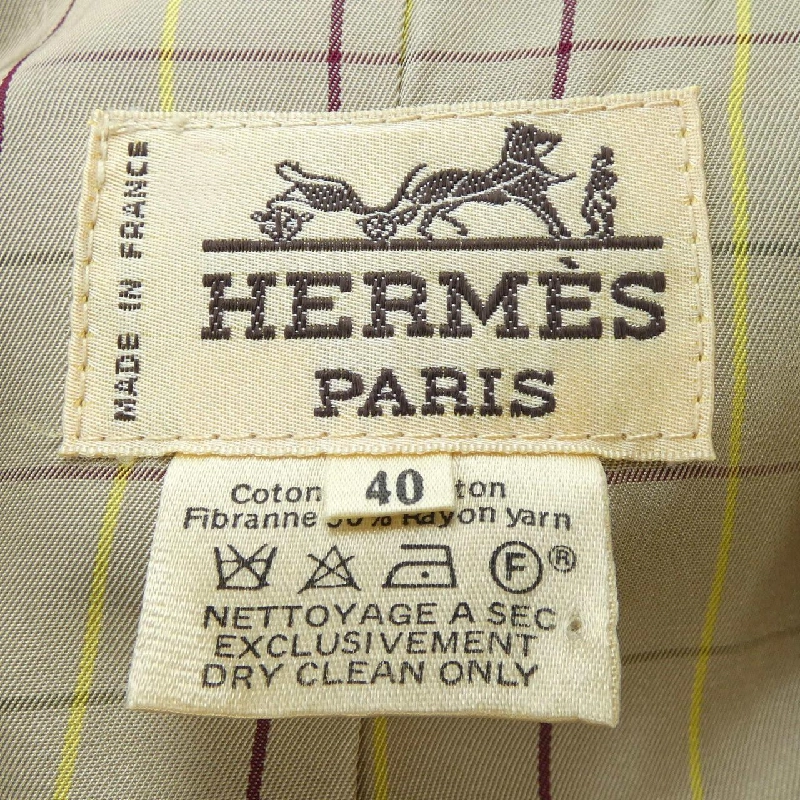 MADE IN FRANCE
HERMÈS
PARIS
40
Coton
Fibranne Rayon yarn
F ®
NETTOYAGE A SEC
EXCLUSIVEMENT
DRY CLEAN ONLY